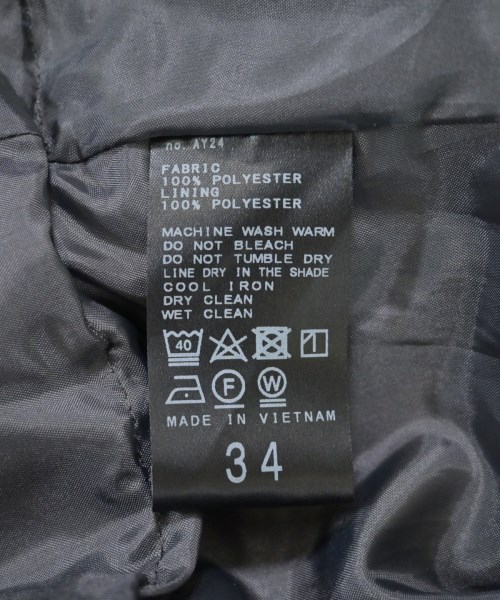 no. AY24
FABRIC
100% POLYESTER
LINING
100% POLYESTER
MACHINE WASH WARM
DO NOT BLEACH
DO NOT TUMBLE DRY
LINE DRY IN THE SHADE
COOL IRON
DRY CLEAN
WET CLEAN
40
F W
MADE IN VIETNAM
34